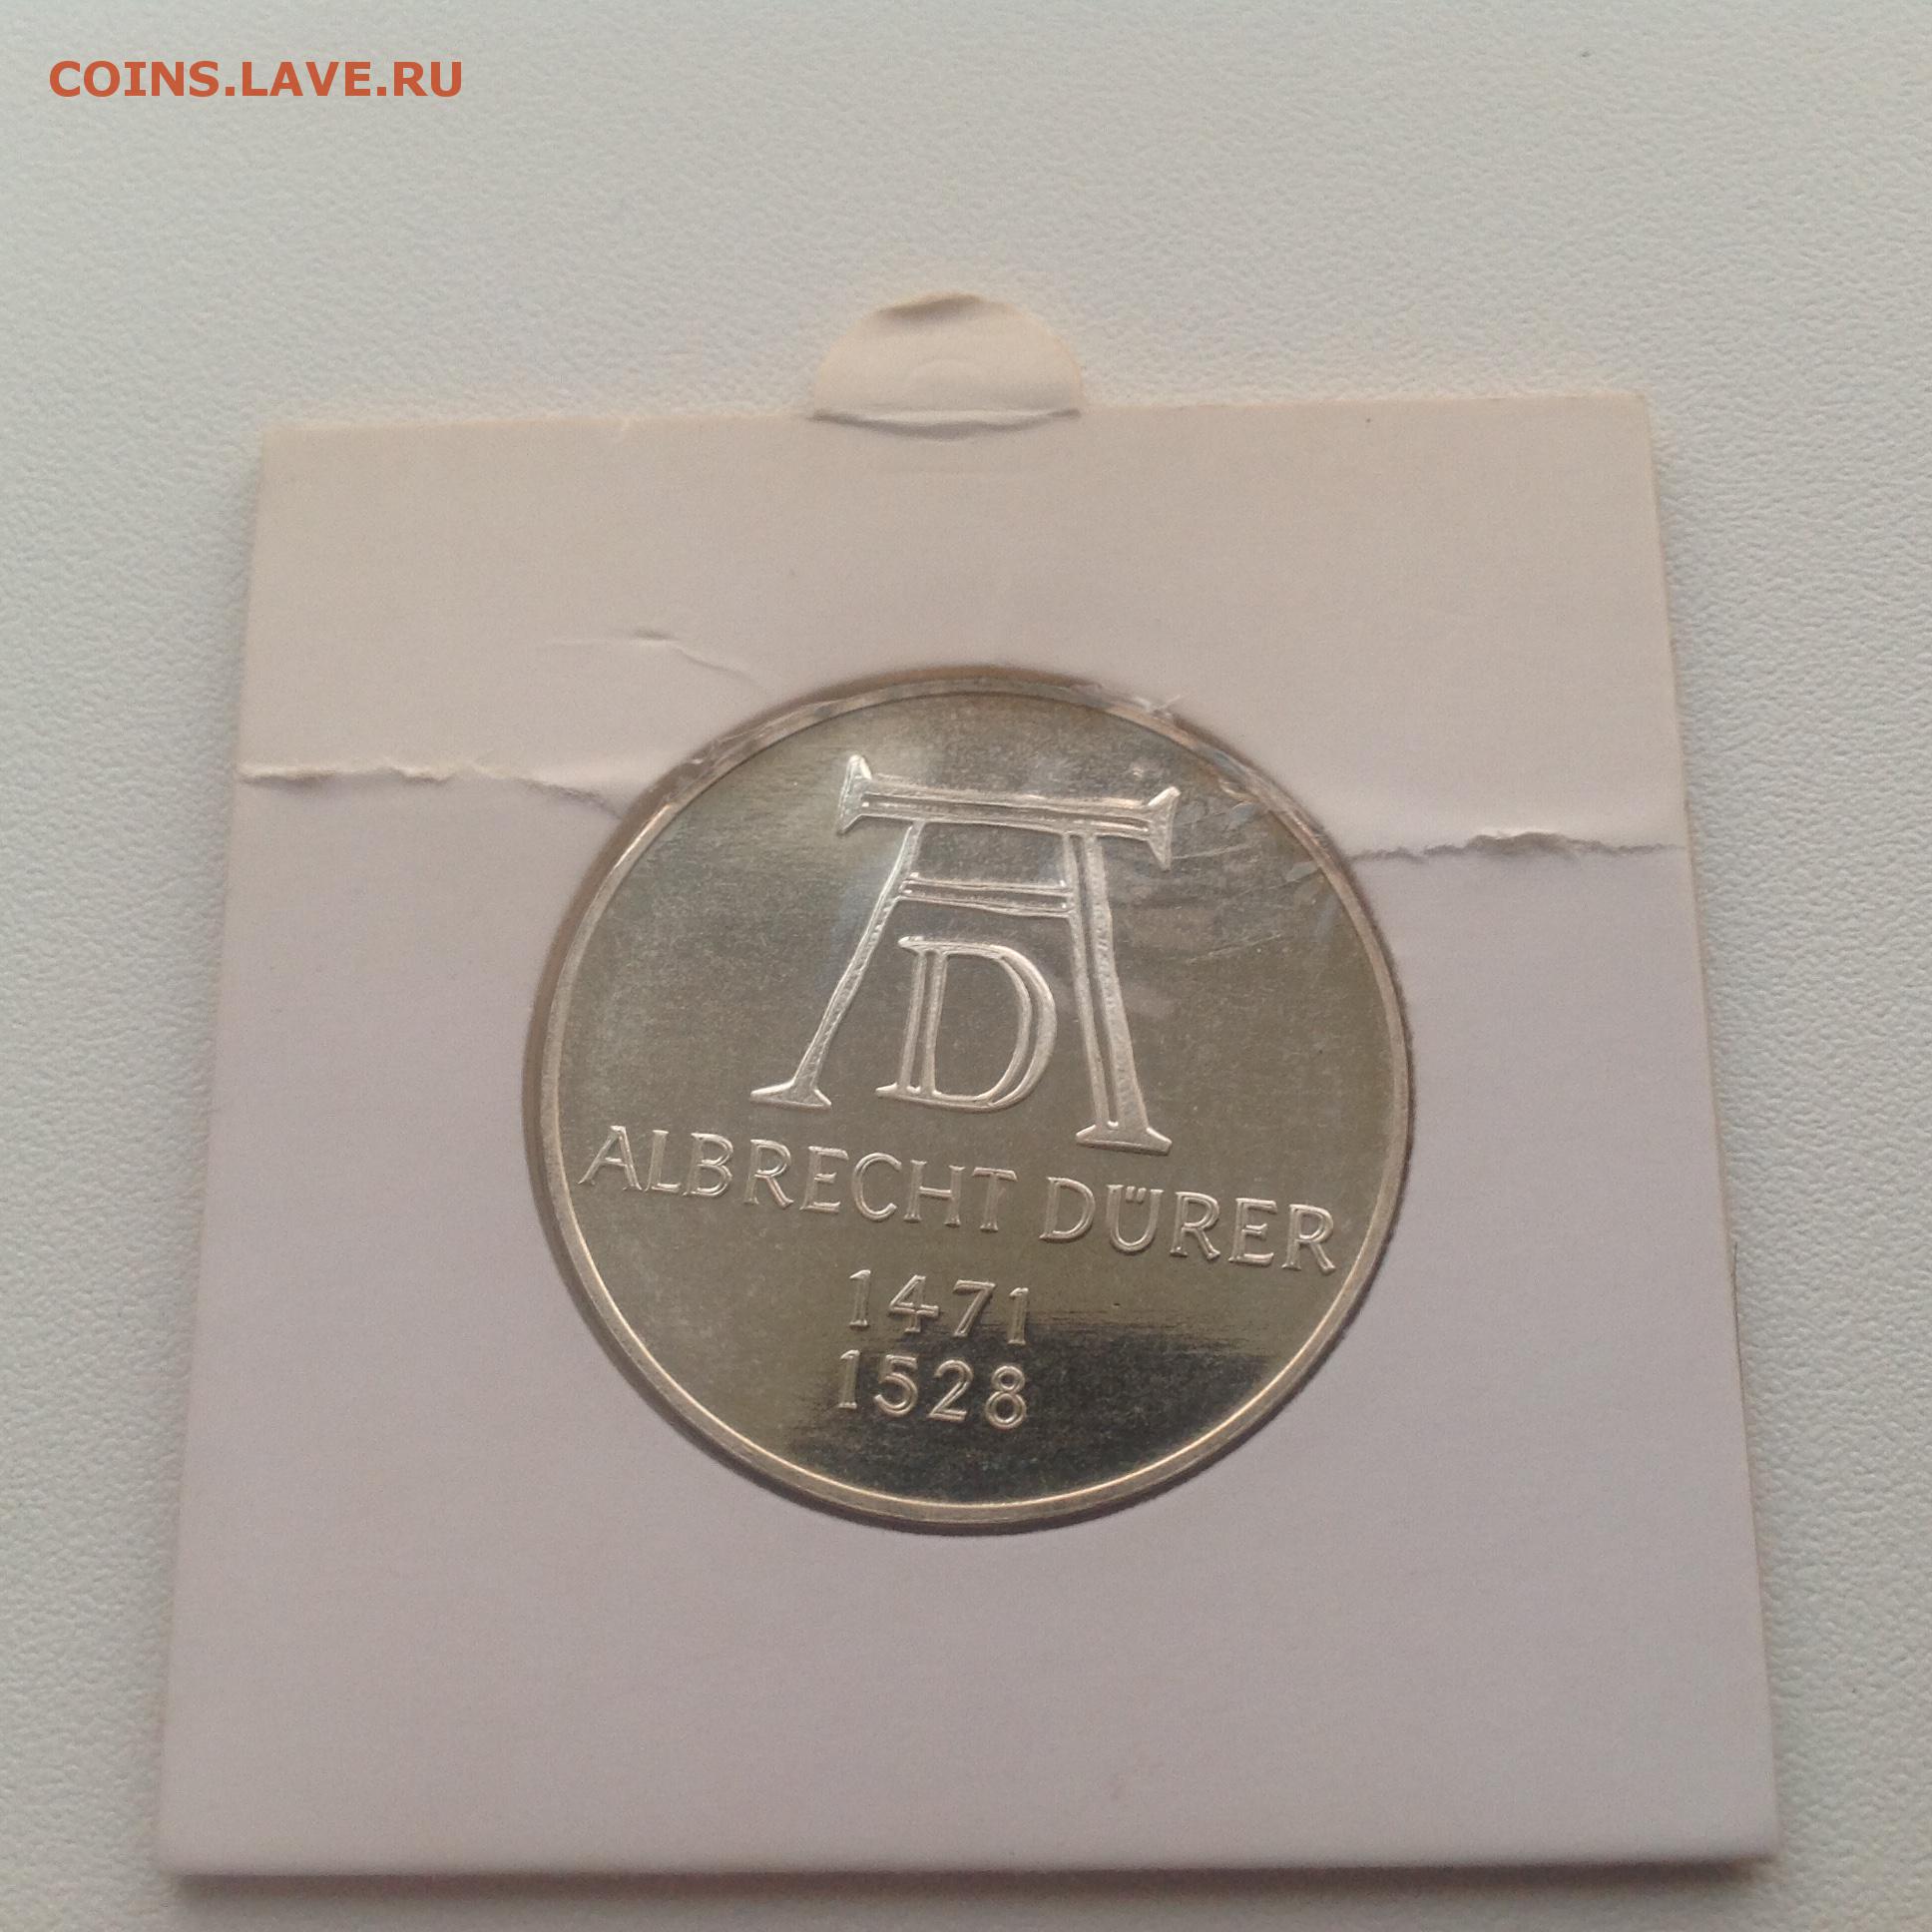 COINS.LAVE.RU
AD
ALBRECHT DÜRER
1471
1528